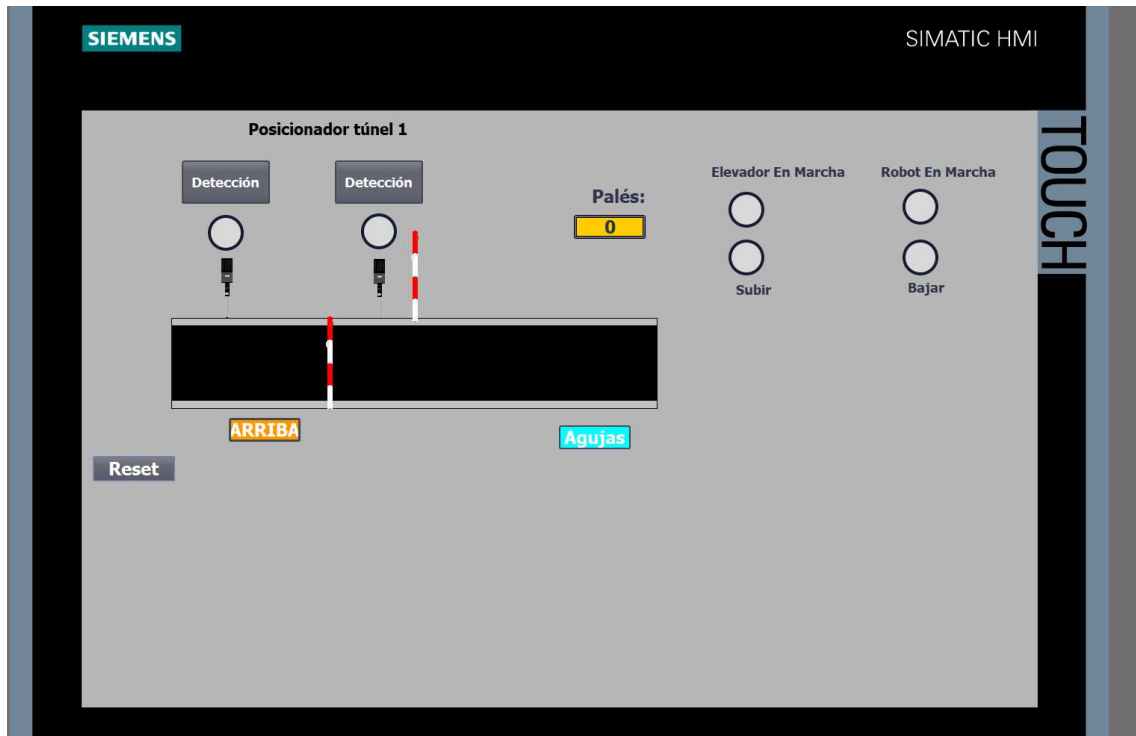 SIEMENS
SIMATIC HMI
TOUCH
Posicionador túnel 1
Detección
Detección
Palés:
0
Elevador En Marcha
Robot En Marcha
Subir
Bajar
ARRIBA
Agujas
Reset